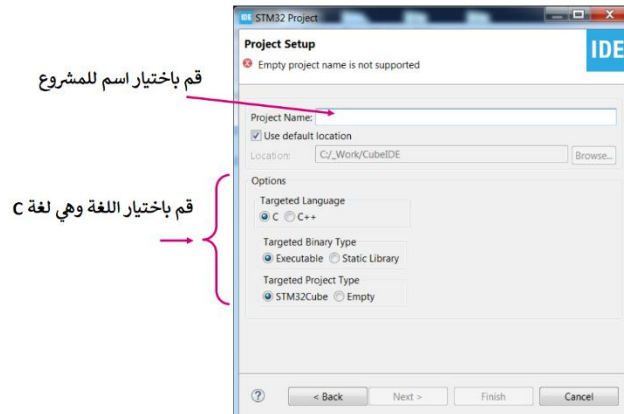 IDE STM32 Project
Project Setup
Empty project name is not supported
IDE
قم باختيار اسم للمشروع
Project Name:
Use default location
Location: C:/_Work/CubeIDE Browse...
Options
قم باختيار اللغة وهي لغة C
Targeted Language
C C++
Targeted Binary Type
Executable Static Library
Targeted Project Type
STM32Cube Empty
? < Back Next > Finish Cancel